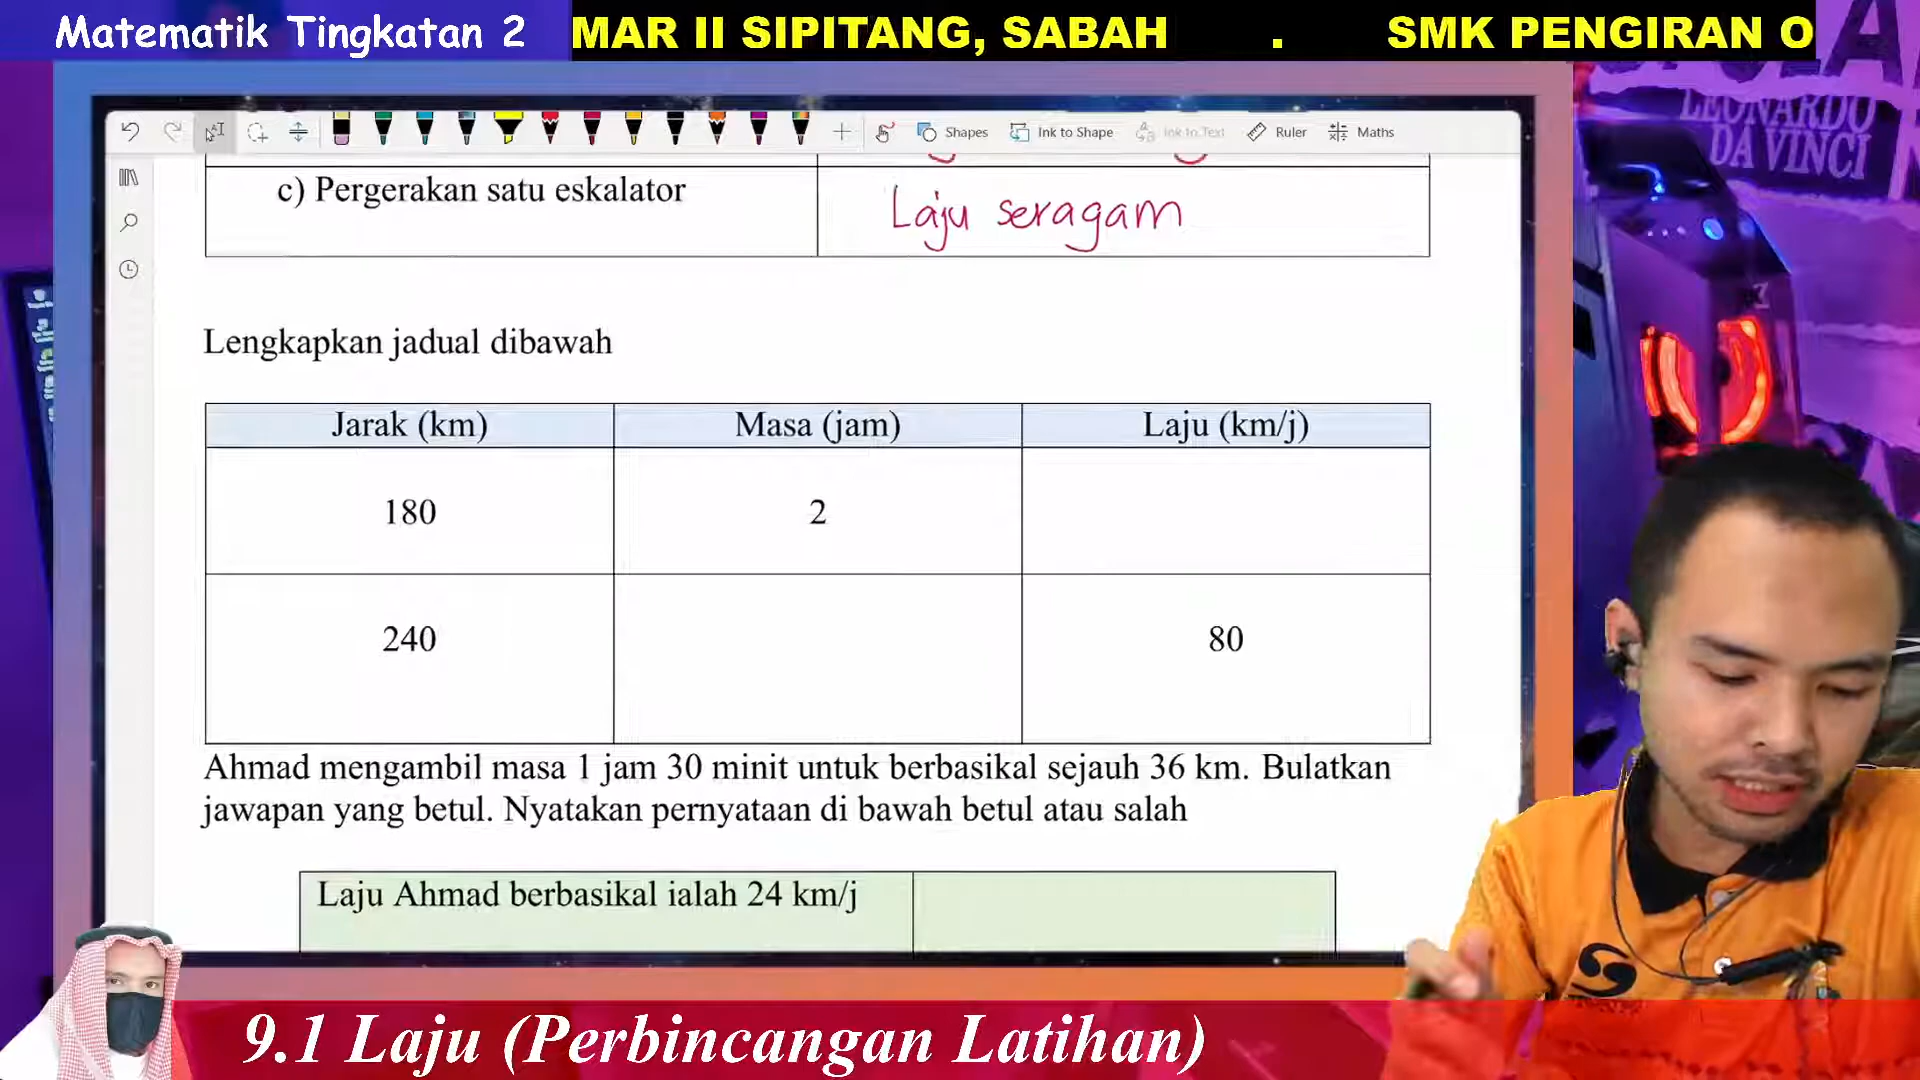 Matematik Tingkatan 2
MAR II SIPITANG, SABAH . SMK PENGIRAN O
LEONARDO
DA VINCI
Shapes Ink to Shape Ink to Text Ruler Maths
c) Pergerakan satu eskalator
Laju seragam
Lengkapkan jadual dibawah
Jarak (km) Masa (jam) Laju (km/j)
180 2
240 80
Ahmad mengambil masa 1 jam 30 minit untuk berbasikal sejauh 36 km. Bulatkan
jawapan yang betul. Nyatakan pernyataan di bawah betul atau salah
Laju Ahmad berbasikal ialah 24 km/j
9.1 Laju (Perbincangan Latihan)